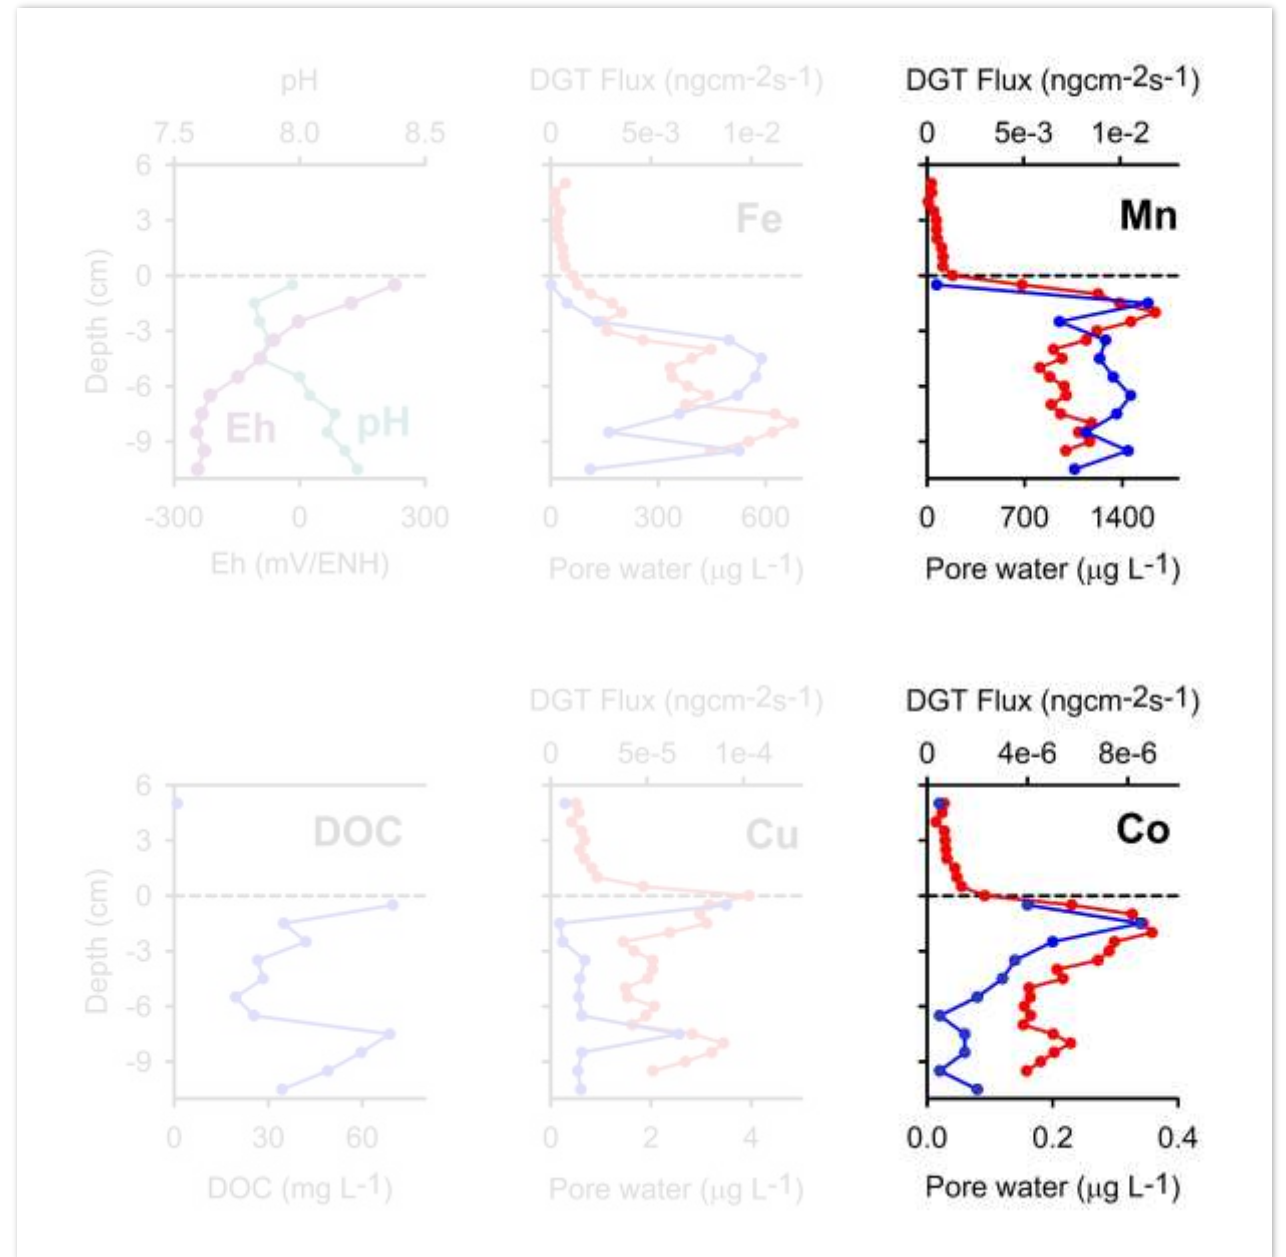 pH
DGT Flux (ngcm-2s-1)
DGT Flux (ngcm-2s-1)
7.5 8.0 8.5
0 5e-3 1e-2
0 5e-3 1e-2
6
3
0
-3
-6
-9
Depth (cm)
Eh
pH
Fe
Mn
-300 0 300
0 300 600
0 700 1400
Eh (mV/ENH)
Pore water (µg L-1)
Pore water (µg L-1)
DGT Flux (ngcm-2s-1)
DGT Flux (ngcm-2s-1)
0 5e-5 1e-4
0 4e-6 8e-6
6
3
0
-3
-6
-9
Depth (cm)
DOC
Cu
Co
0 30 60
0 2 4
0.0 0.2 0.4
DOC (mg L-1)
Pore water (µg L-1)
Pore water (µg L-1)